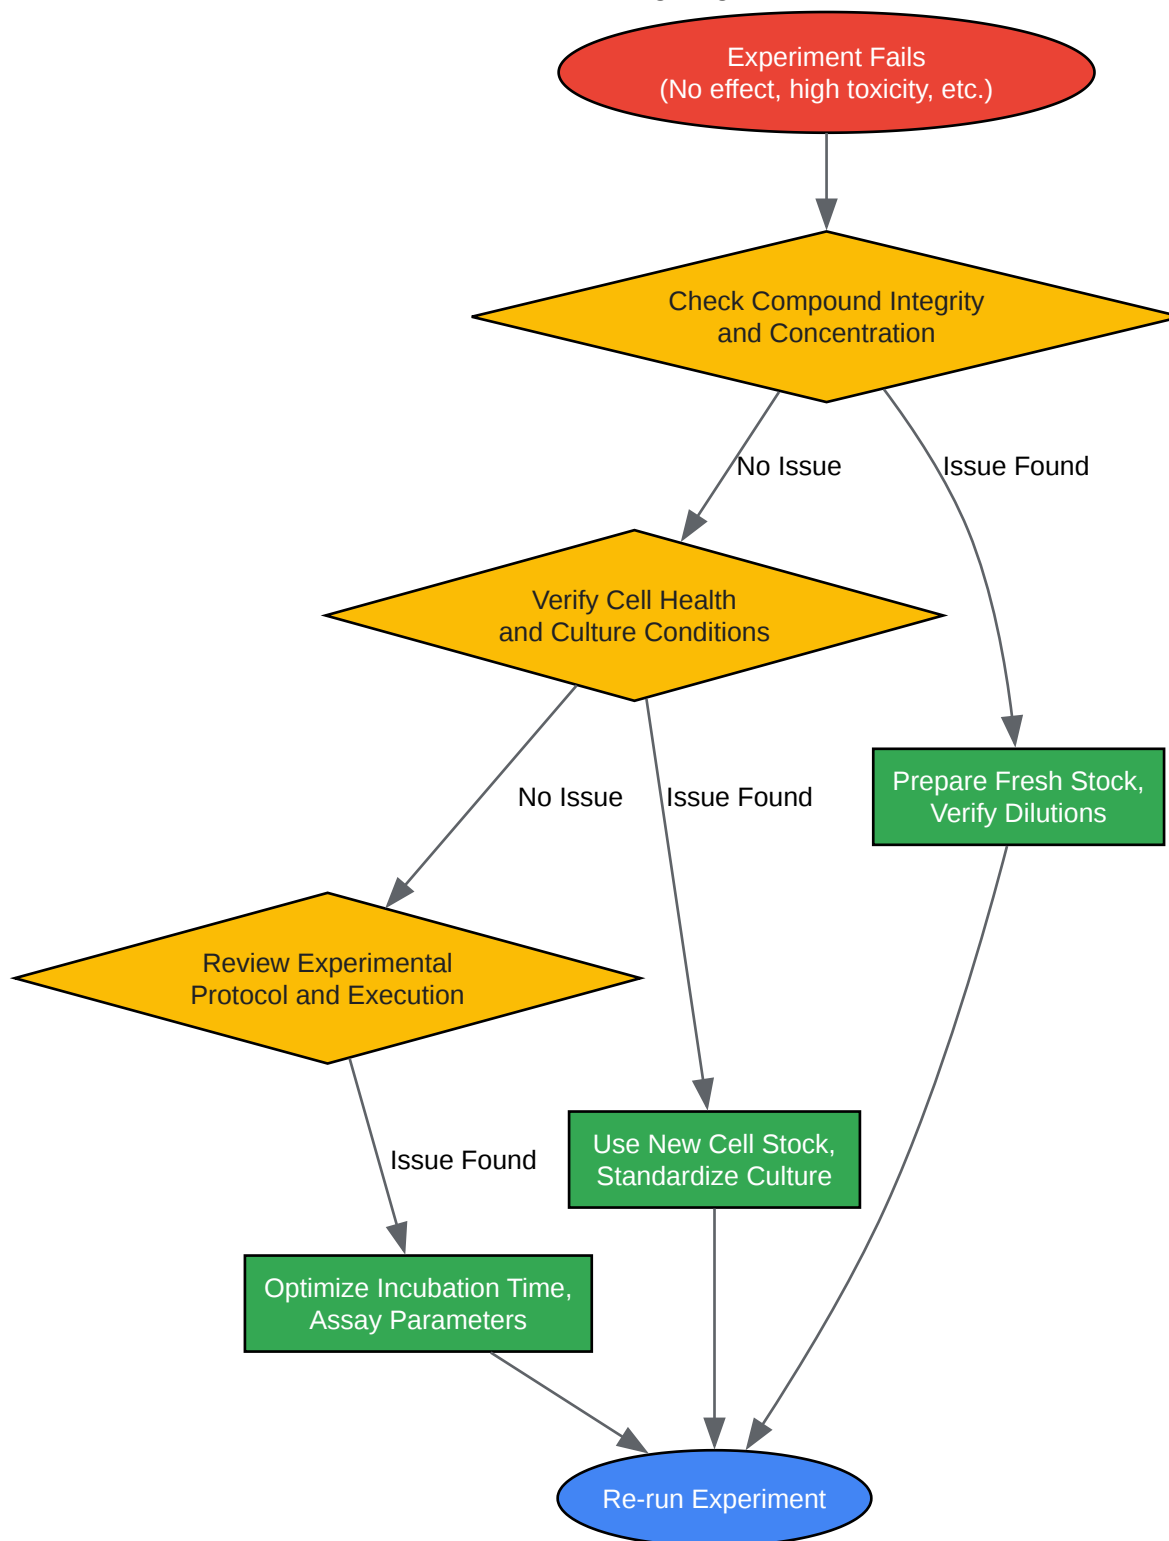 Experiment Fails
(No effect, high toxicity, etc.)
Check Compound Integrity
and Concentration
No Issue
Issue Found
Verify Cell Health
and Culture Conditions
No Issue
Issue Found
Prepare Fresh Stock,
Verify Dilutions
Review Experimental
Protocol and Execution
Issue Found
Use New Cell Stock,
Standardize Culture
Optimize Incubation Time,
Assay Parameters
Re-run Experiment